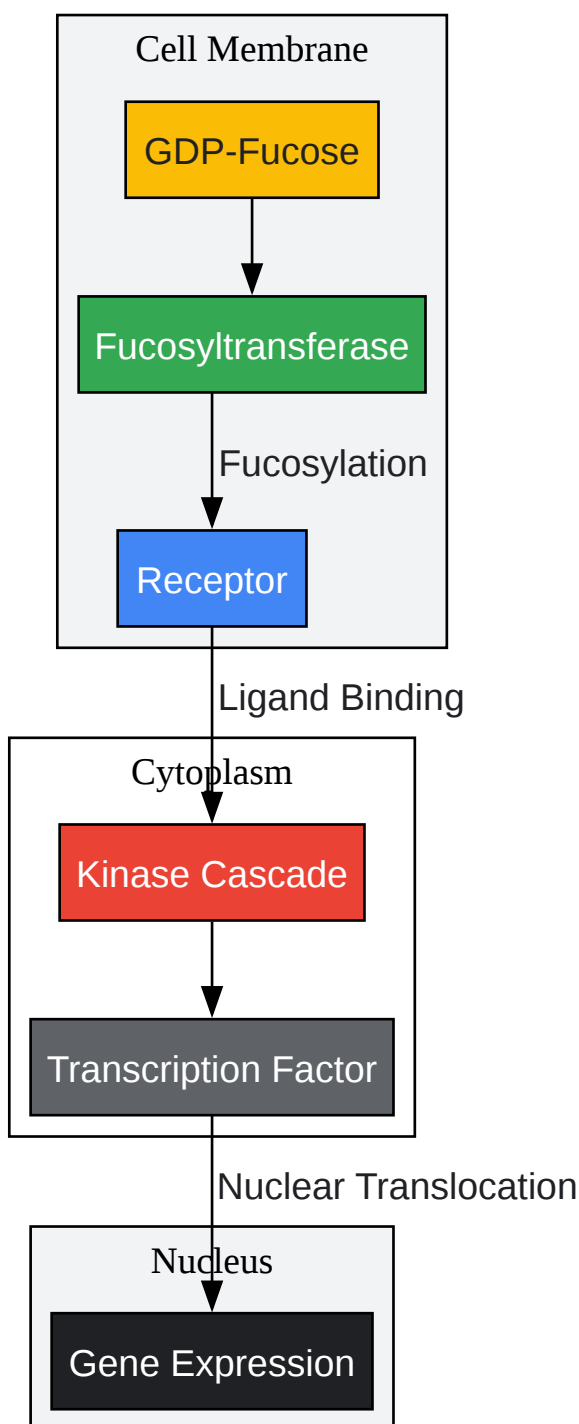 Cell Membrane
GDP-Fucose
Fucosyltransferase
Fucosylation
Receptor
Ligand Binding
Cytoplasm
Kinase Cascade
Transcription Factor
Nuclear Translocation
Nucleus
Gene Expression